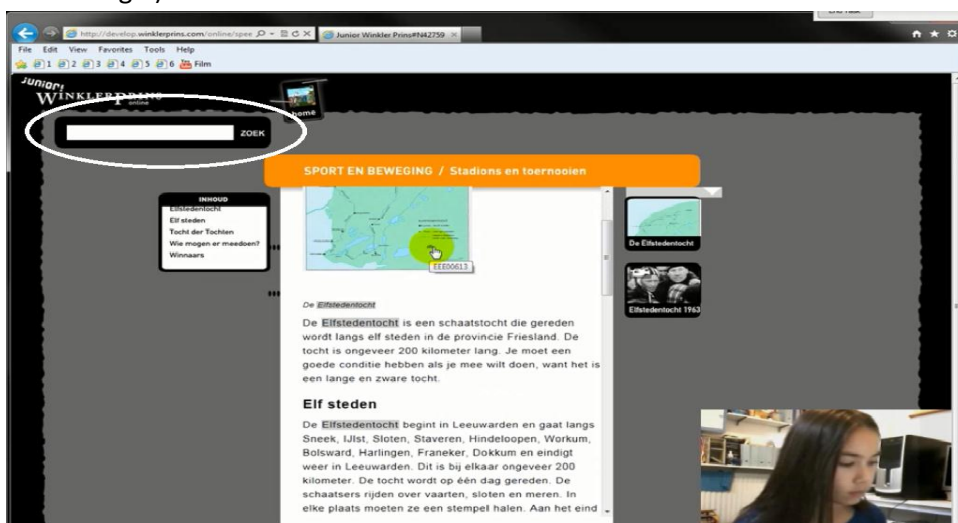 http://develop.winklerprins.com/online/spee
Junior Winkler Prins#N42759
File Edit View Favorites Tools Help
1 2 3 4 5 6 Film
Junior
WINKLER PRINS
online
home
ZOEK
SPORT EN BEWEGING / Stadions en toernooien
INHOUD
Elfstedentocht
Elf steden
Tocht der Tochten
Wie mogen er meedoen?
Winnaars
EEE00613
De Elfstedentocht
Elfstedentocht 1963
De Elfstedentocht
De Elfstedentocht is een schaatstocht die gereden
wordt langs elf steden in de provincie Friesland. De
tocht is ongeveer 200 kilometer lang. Je moet een
goede conditie hebben als je mee wilt doen, want het is
een lange en zware tocht.
Elf steden
De Elfstedentocht begint in Leeuwarden en gaat langs
Sneek, IJlst, Sloten, Staveren, Hindeloopen, Workum,
Bolsward, Harlingen, Franeker, Dokkum en eindigt
weer in Leeuwarden. Dit is bij elkaar ongeveer 200
kilometer. De tocht wordt op één dag gereden. De
schaatsers rijden over vaarten, sloten en meren. In
elke plaats moeten ze een stempel halen. Aan het eind